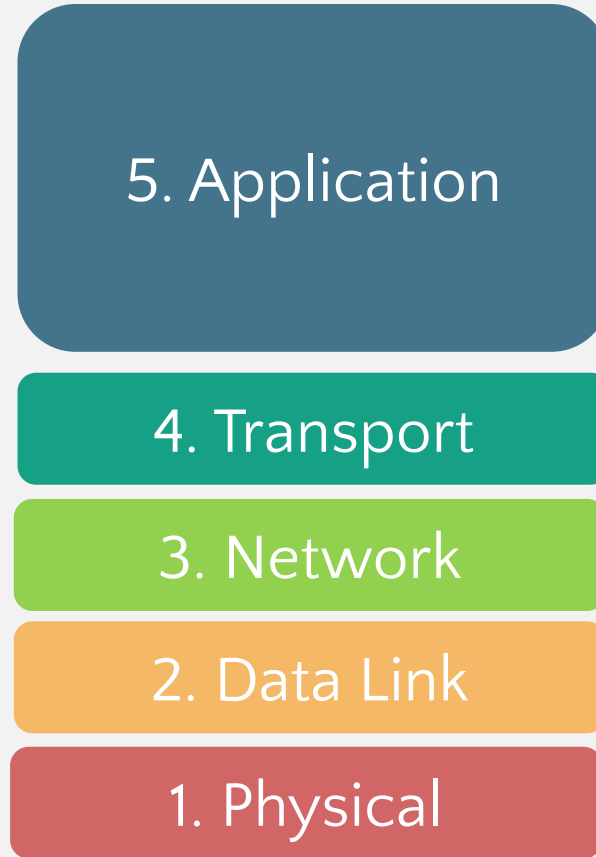 5. Application
4. Transport
3. Network
2. Data Link
1. Physical